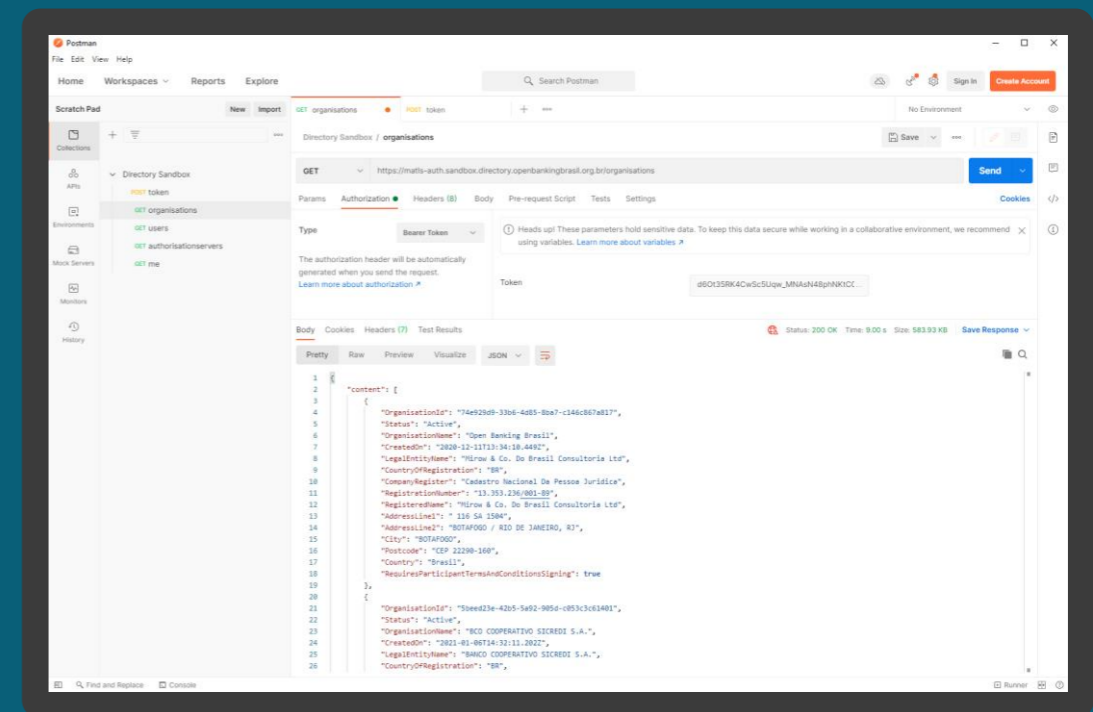 Postman
File Edit View Help
Home Workspaces Reports Explore
Search Postman
Sign In
Create Account
Scratch Pad
New Import
GET organisations
POST token
No Environment
Collections
APIs
Environments
Mock Servers
Monitors
History
Directory Sandbox
POST token
GET organisations
GET users
GET authorisationservers
GET me
Directory Sandbox / organisations
Save
GET
https://matls-auth.sandbox.directory.openbankingbrasil.org.br/organisations
Send
Params Authorization Headers (8) Body Pre-request Script Tests Settings
Cookies
Type
Bearer Token
Heads up! These parameters hold sensitive data. To keep this data secure while working in a collaborative environment, we recommend
using variables. Learn more about variables
The authorization header will be automatically
generated when you send the request.
Learn more about authorization
Token
Body Cookies Headers (7) Test Results
Status: 200 OK Time: 9.00 s Size: 583.93 KB Save Response
Pretty Raw Preview Visualize JSON
1 {
2 "content": [
3 {
4 "OrganisationId": "74e929d9-33b6-4d85-8ba7-c146c867a817",
5 "Status": "Active",
6 "OrganisationName": "Open Banking Brasil",
7 "CreatedOn": "2020-12-11T13:34:10.449Z",
8 "LegalEntityName": "Mirow & Co. Do Brasil Consultoria Ltd",
9 "CountryOfRegistration": "BR",
10 "CompanyRegister": "Cadastro Nacional Da Pessoa Jurídica",
11 "RegistrationNumber": "13.353.236/001-89",
12 "RegisteredName": "Mirow & Co. Do Brasil Consultoria Ltd",
13 "AddressLine1": " 116 SA 1504",
14 "AddressLine2": "BOTAFOGO / RIO DE JANEIRO, RJ",
15 "City": "BOTAFOGO",
16 "Postcode": "CEP 22290-160",
17 "Country": "Brasil",
18 "RequiresParticipantTermsAndConditionsSigning": true
19 },
20 {
21 "OrganisationId": "5beed23e-42b5-5a92-905d-c053c3c61401",
22 "Status": "Active",
23 "OrganisationName": "BCO COOPERATIVO SICREDI S.A.",
24 "CreatedOn": "2021-01-06T14:32:11.202Z",
25 "LegalEntityName": "BANCO COOPERATIVO SICREDI S.A.",
26 "CountryOfRegistration": "BR",
Find and Replace Console
Runner